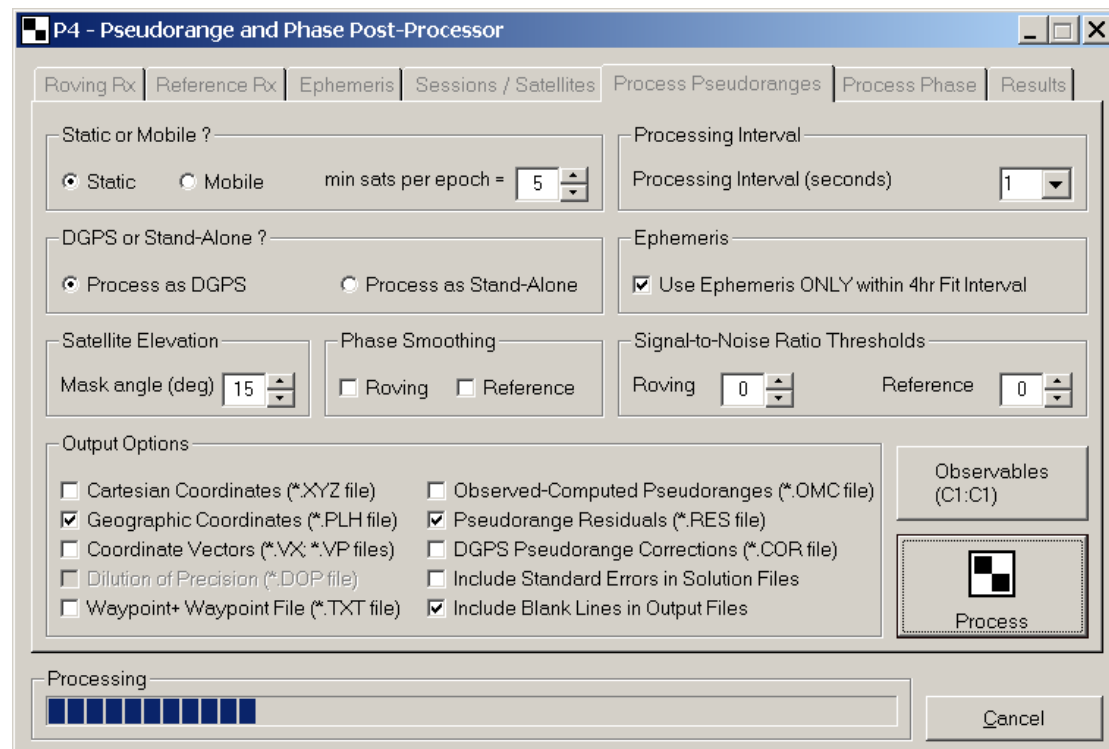 P4 - Pseudorange and Phase Post-Processor
Roving Rx Reference Rx Ephemeris Sessions / Satellites Process Pseudoranges Process Phase Results
Static or Mobile ?
Static Mobile min sats per epoch = 5
Processing Interval
Processing Interval (seconds) 1
DGPS or Stand-Alone ?
Process as DGPS Process as Stand-Alone
Ephemeris
Use Ephemeris ONLY within 4hr Fit Interval
Satellite Elevation
Mask angle (deg) 15
Phase Smoothing
Roving Reference
Signal-to-Noise Ratio Thresholds
Roving 0 Reference 0
Output Options
Cartesian Coordinates (*.XYZ file)
Geographic Coordinates (*.PLH file)
Coordinate Vectors (*.VX; *.VP files)
Dilution of Precision (*.DOP file)
Waypoint+ Waypoint File (*.TXT file)
Observed-Computed Pseudoranges (*.OMC file)
Pseudorange Residuals (*.RES file)
DGPS Pseudorange Corrections (*.COR file)
Include Standard Errors in Solution Files
Include Blank Lines in Output Files
Observables
(C1:C1)
Process
Processing
Cancel